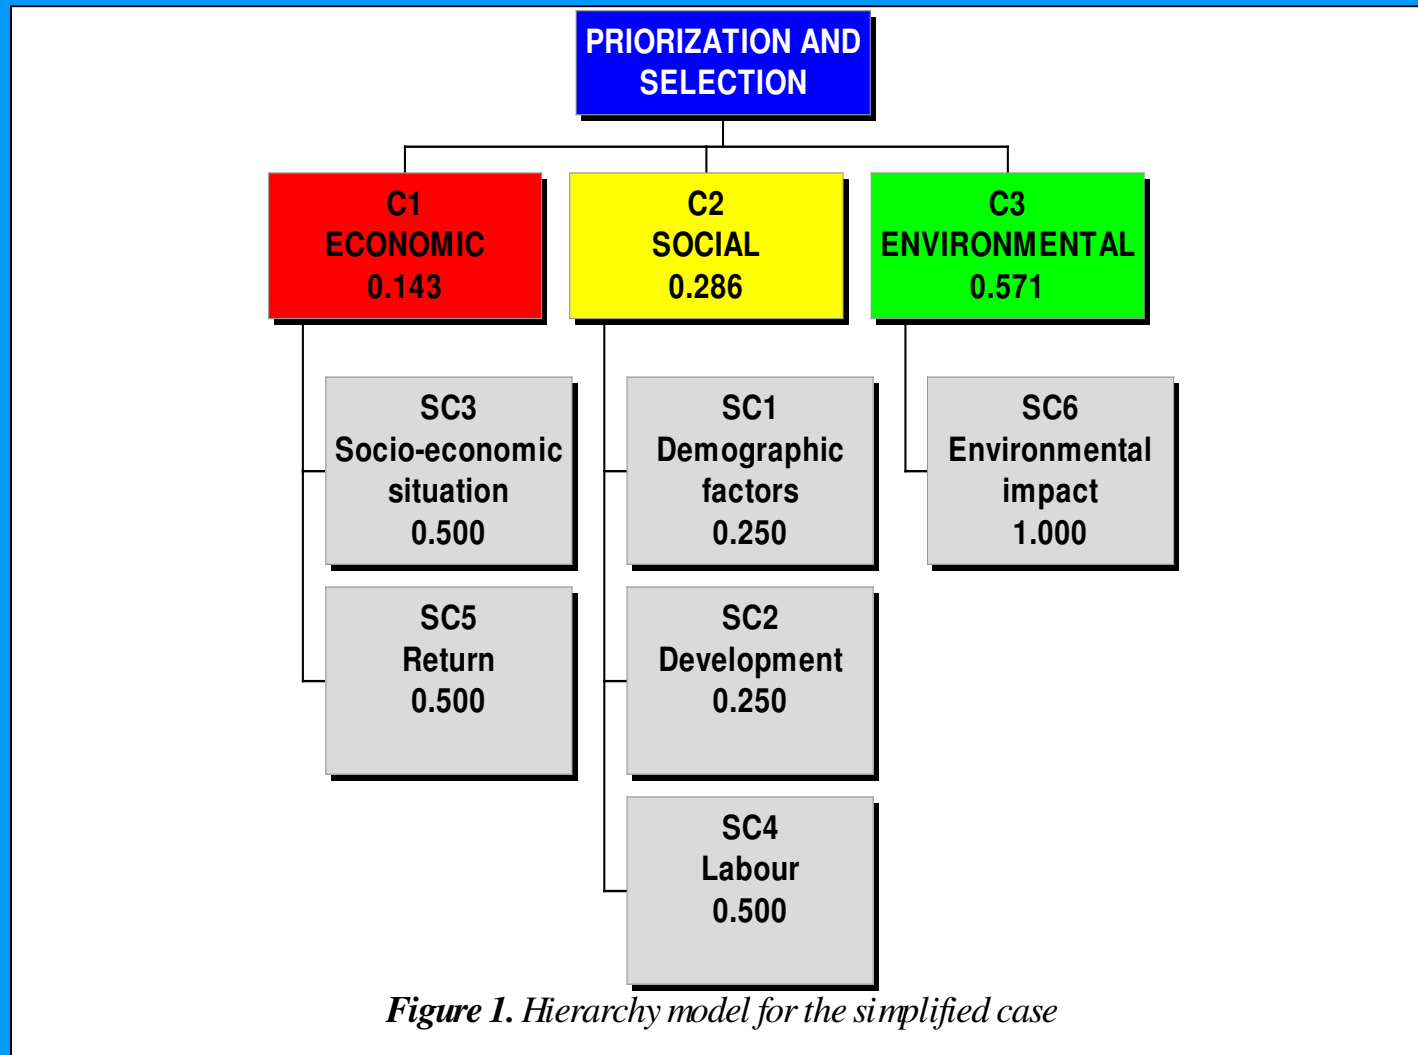 PRIORIZATION AND
SELECTION
C1
ECONOMIC
0.143
C2
SOCIAL
0.286
C3
ENVIRONMENTAL
0.571
SC3
Socio-economic
situation
0.500
SC5
Return
0.500
SC1
Demographic
factors
0.250
SC2
Development
0.250
SC4
Labour
0.500
SC6
Environmental
impact
1.000
Figure 1. Hierarchy model for the simplified case